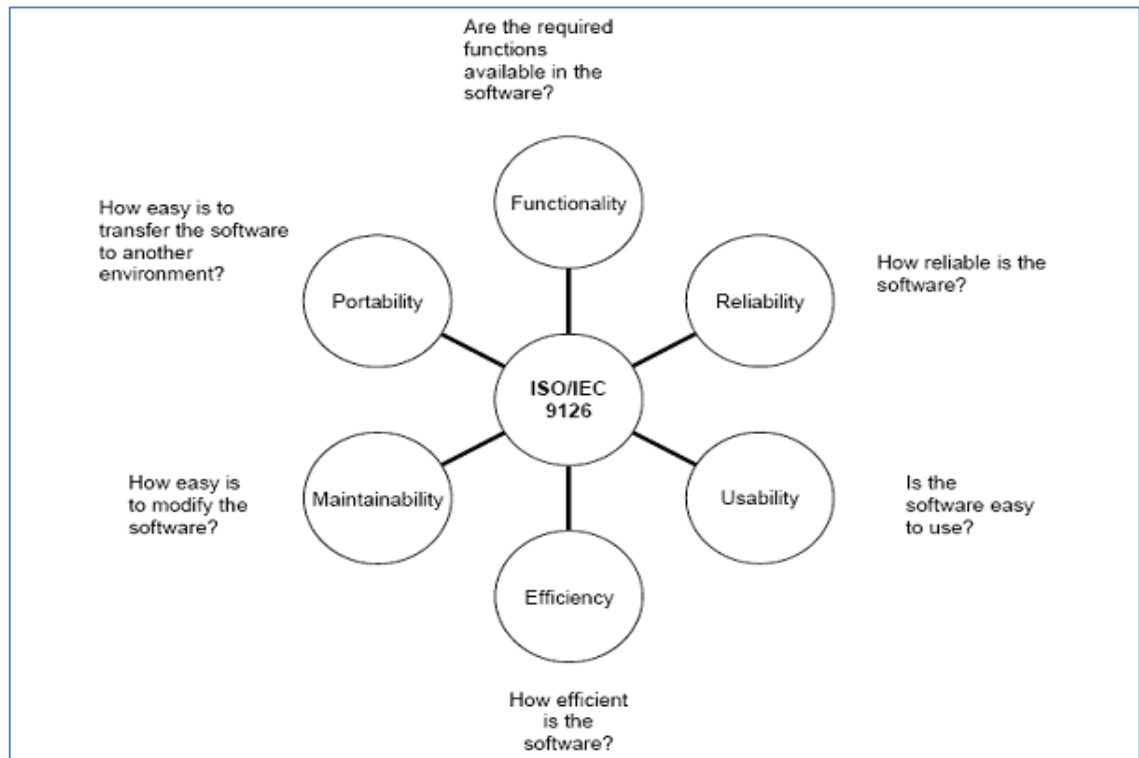 Are the required
functions
available in the
software?
Functionality
How easy is to
transfer the software
to another
environment?
Portability
How reliable is the
software?
Reliability
ISO/IEC
9126
How easy is
to modify the
software?
Maintainability
Usability
Is the
software easy
to use?
Efficiency
How efficient
is the
software?